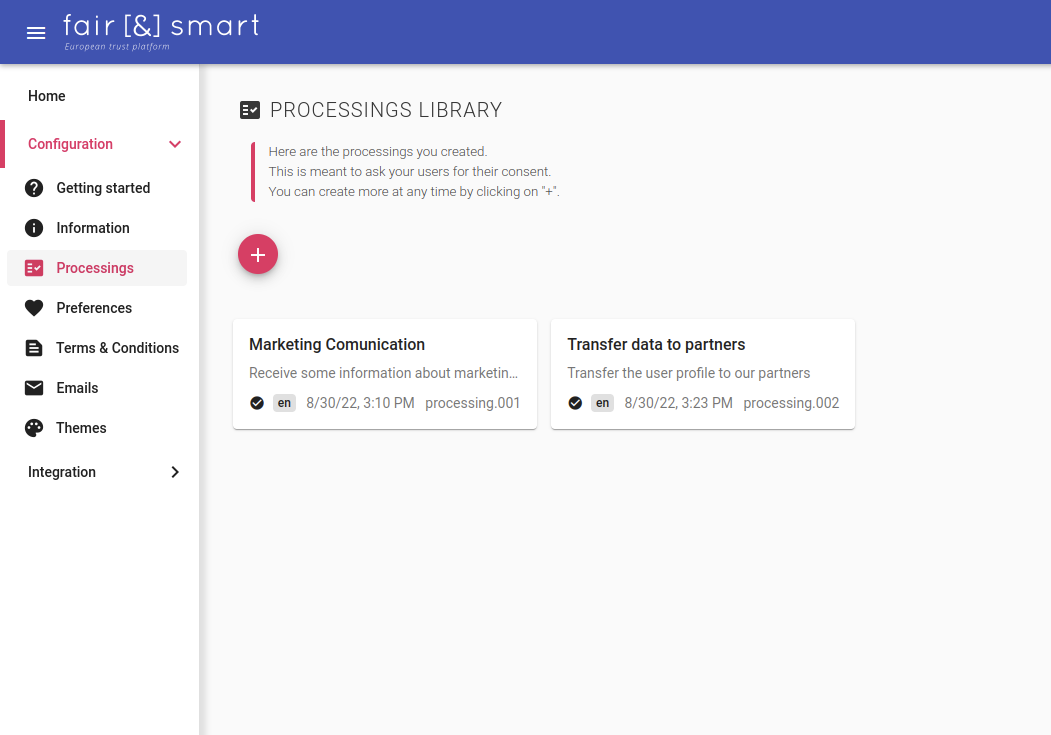 fair [&] smart
European trust platform
Home
Configuration
Getting started
Information
Processings
Preferences
Terms & Conditions
Emails
Themes
Integration
PROCESSINGS LIBRARY
Here are the processings you created.
This is meant to ask your users for their consent.
You can create more at any time by clicking on "+".
Marketing Comunication
Receive some information about marketin...
en 8/30/22, 3:10 PM processing.001
Transfer data to partners
Transfer the user profile to our partners
en 8/30/22, 3:23 PM processing.002